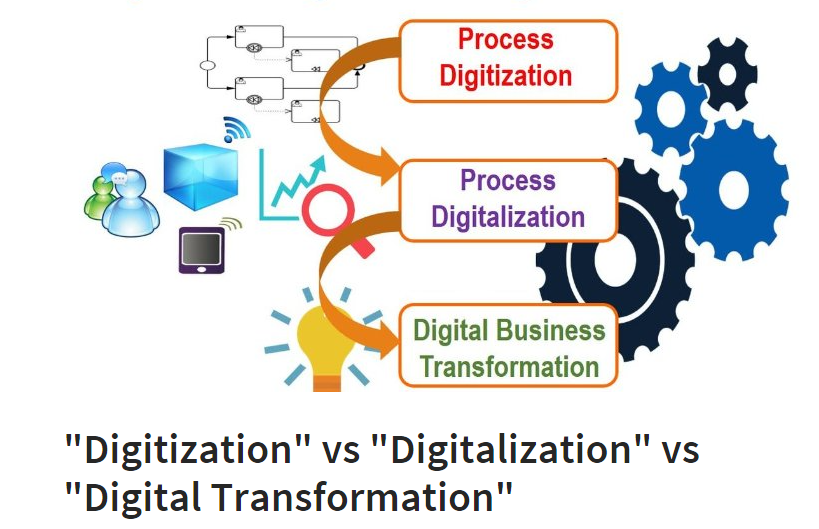 Process
Digitization
Process
Digitalization
Digital Business
Transformation
"Digitization" vs "Digitalization" vs
"Digital Transformation"